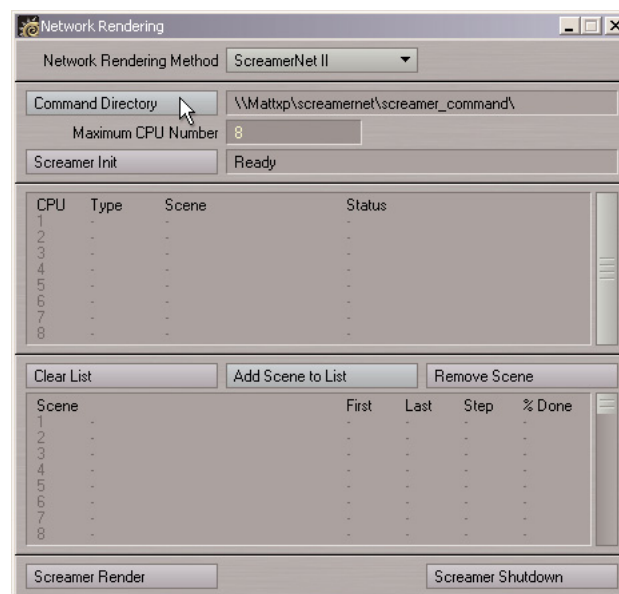 Network Rendering
Network Rendering Method ScreamerNet II
Command Directory \\Mattxp\screamernet\screamer_command\
Maximum CPU Number 8
Screamer Init Ready
CPU Type Scene Status
1 - - -
2 - - -
3 - - -
4 - - -
5 - - -
6 - - -
7 - - -
8 - - -
Clear List Add Scene to List Remove Scene
Scene First Last Step % Done
1 - - - - -
2 - - - - -
3 - - - - -
4 - - - - -
5 - - - - -
6 - - - - -
7 - - - - -
8 - - - - -
Screamer Render Screamer Shutdown